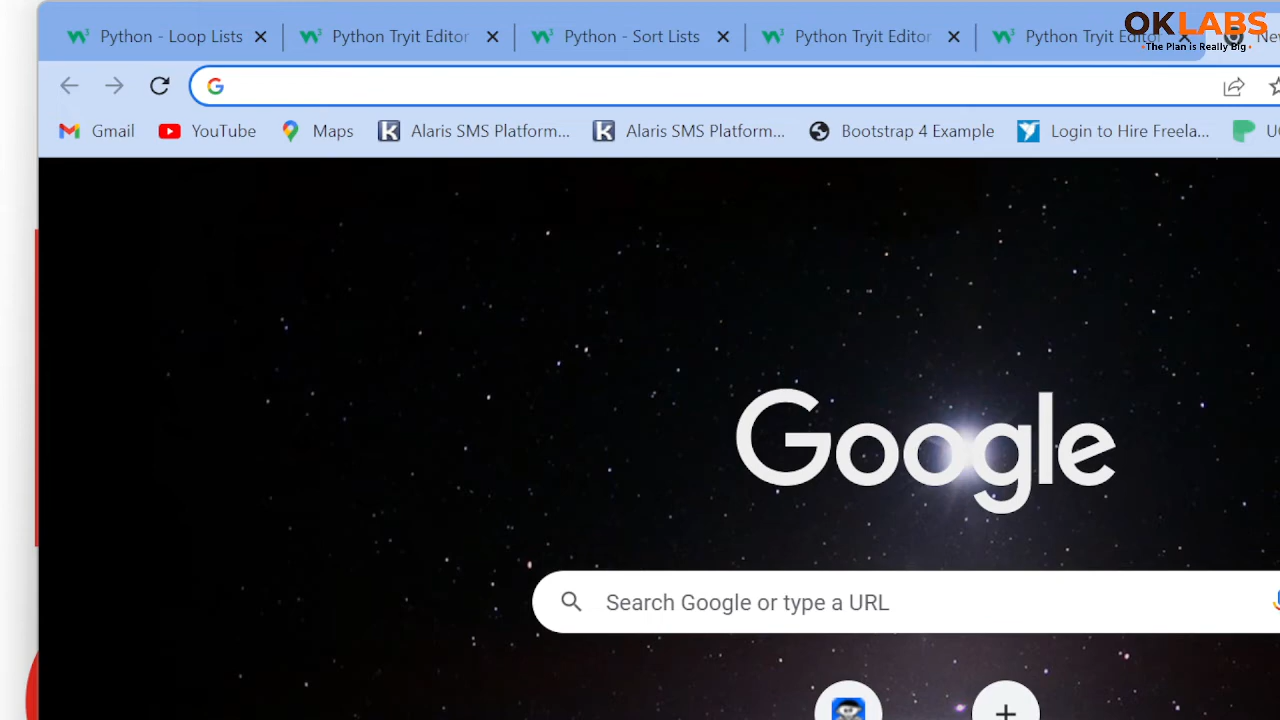 Python - Loop Lists
Python Tryit Editor
Python - Sort Lists
Python Tryit Editor
Python Tryit
OKLABS
• The Plan is Really Big •
Gmail
YouTube
Maps
Alaris SMS Platform...
Alaris SMS Platform...
Bootstrap 4 Example
Login to Hire Freela...
Google
Search Google or type a URL